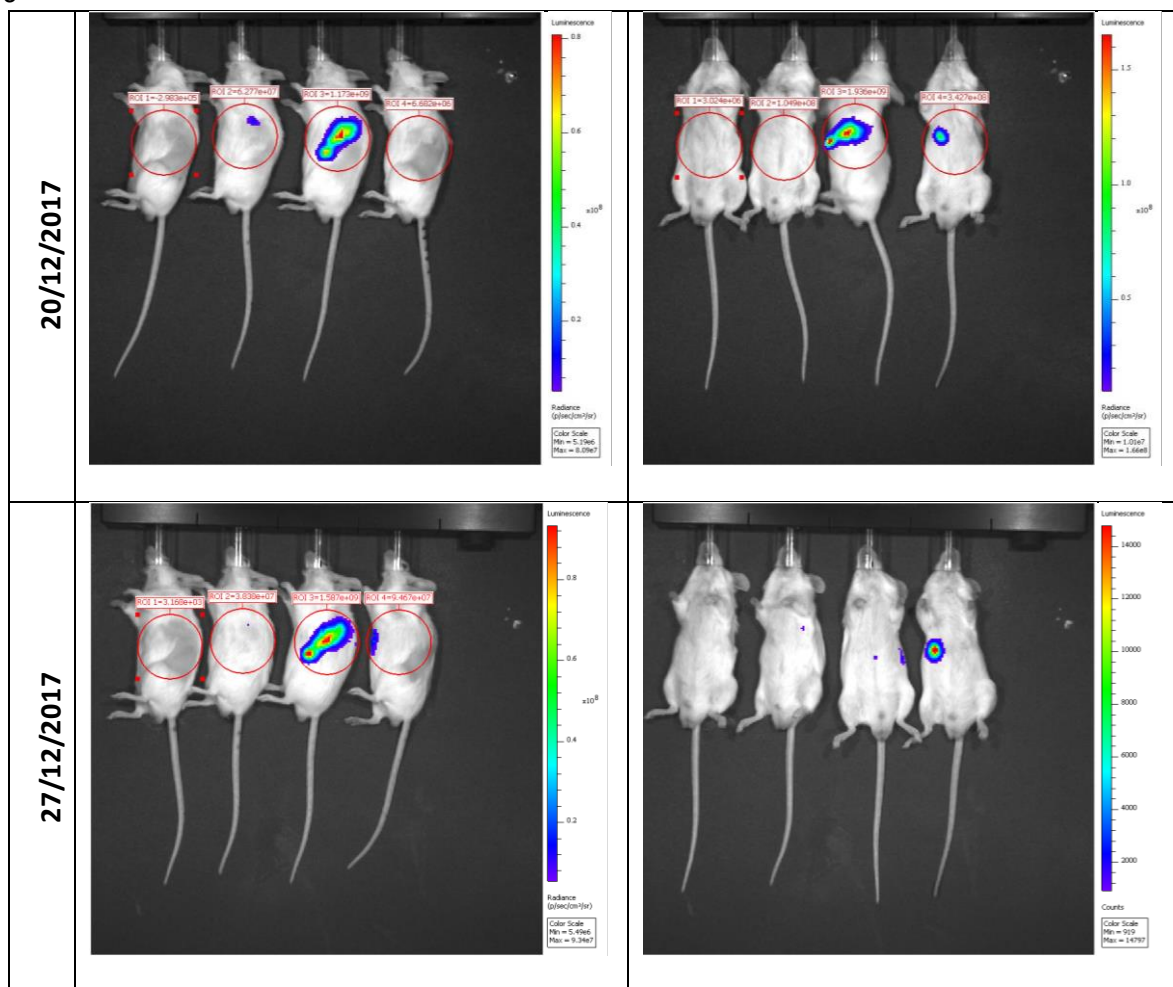 20/12/2017
ROI 1=-2.983e+05
ROI 2=6.277e+07
ROI 3=1.173e+09
ROI 4=6.682e+06
Luminescence
0.8
0.6
x10⁸
0.4
0.2
Radiance
(p/sec/cm²/sr)
Color Scale
Min = 5.19e6
Max = 8.09e7
ROI 1=3.024e+06
ROI 2=1.049e+08
ROI 3=1.936e+09
ROI 4=3.427e+08
Luminescence
1.5
1.0
x10⁸
0.5
Radiance
(p/sec/cm²/sr)
Color Scale
Min = 1.01e7
Max = 1.66e8
27/12/2017
ROI 1=3.168e+03
ROI 2=3.838e+07
ROI 3=1.587e+09
ROI 4=9.467e+07
Luminescence
0.8
0.6
x10⁸
0.4
0.2
Radiance
(p/sec/cm²/sr)
Color Scale
Min = 5.49e6
Max = 9.34e7
Luminescence
14000
12000
10000
8000
6000
4000
2000
Counts
Color Scale
Min = 919
Max = 14797